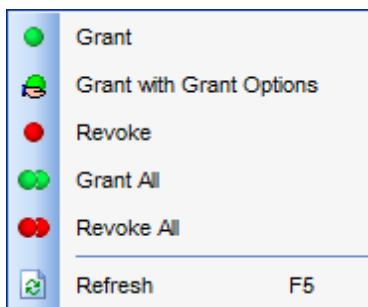 Grant
Grant with Grant Options
Revoke
Grant All
Revoke All
Refresh F5